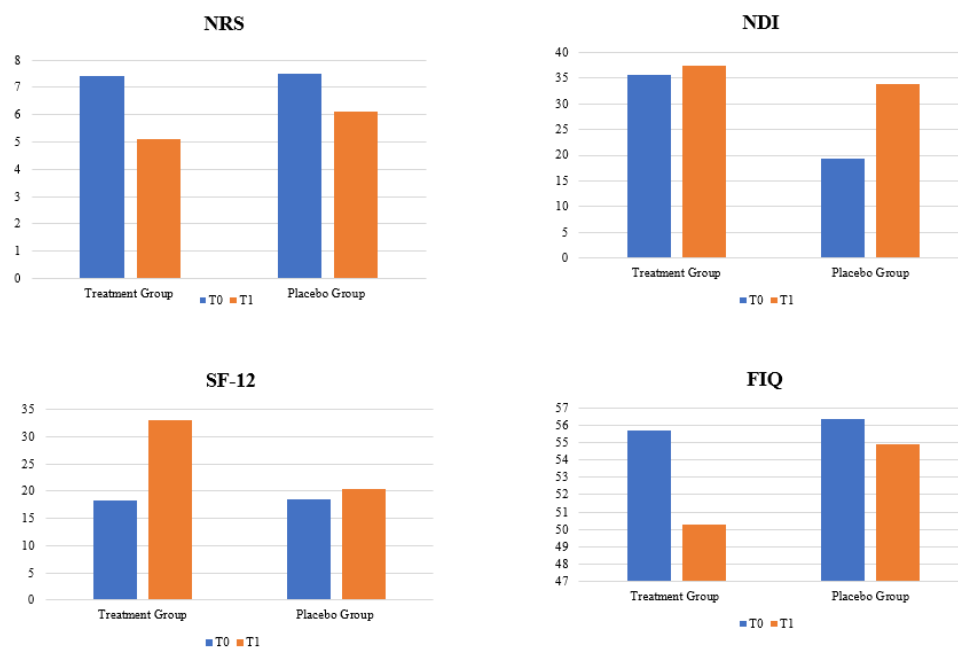 NRS
8
7
6
5
4
3
2
1
0
Treatment Group
Placebo Group
T0 T1
NDI
40
35
30
25
20
15
10
5
0
Treatment Group
Placebo Group
T0 T1
SF-12
35
30
25
20
15
10
5
0
Treatment Group
Placebo Group
T0 T1
FIQ
57
56
55
54
53
52
51
50
49
48
47
Treatment Group
Placebo Group
T0 T1